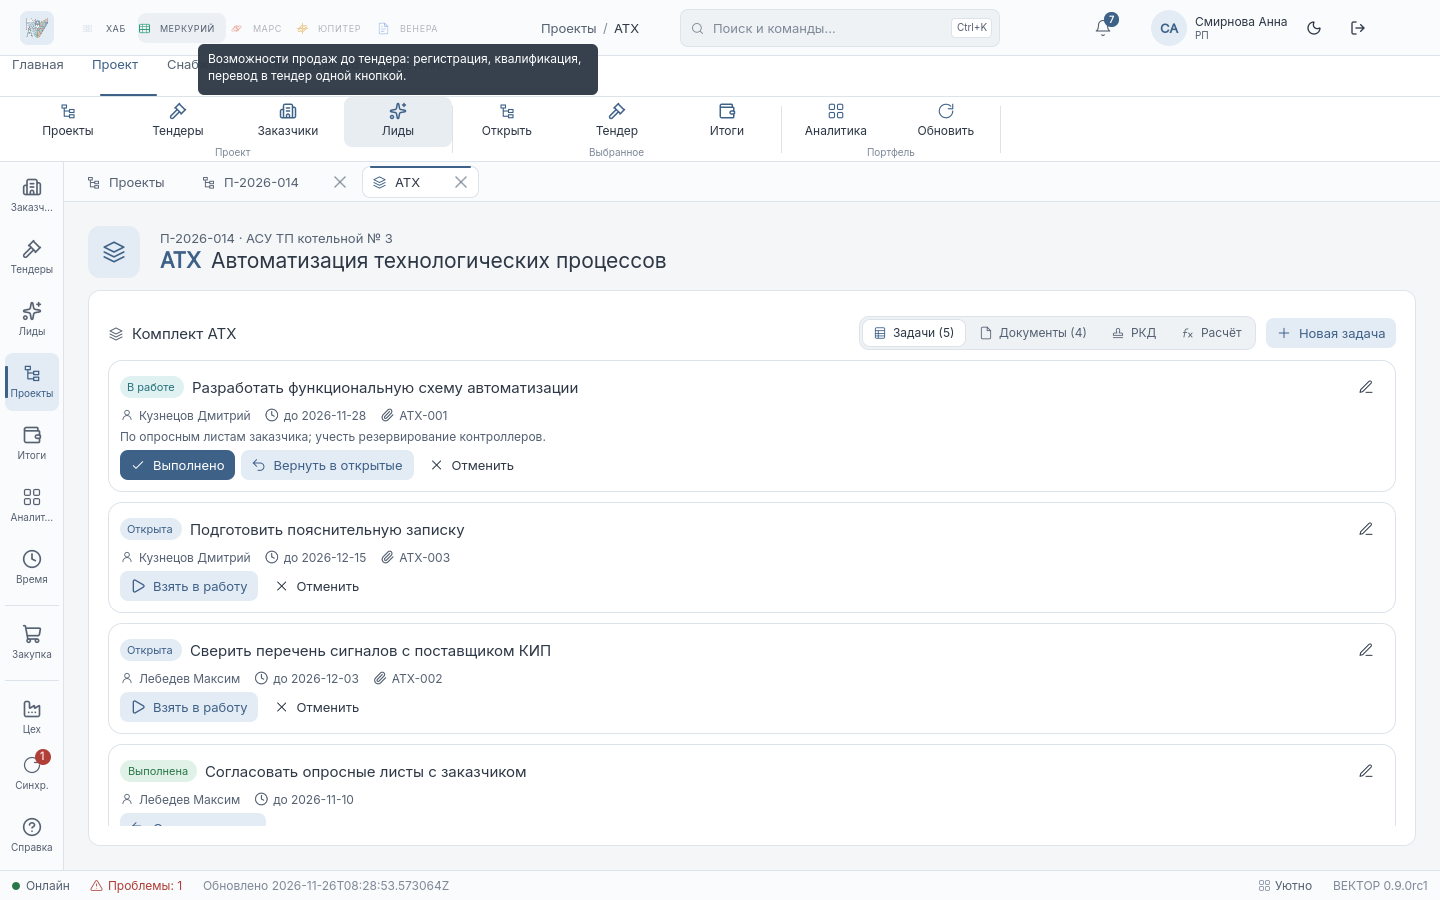 ХАБ
МЕРКУРИЙ
МАРС
ЮПИТЕР
ВЕНЕРА
Проекты / АТХ
Поиск и команды...
Ctrl+K
7
СА
Смирнова Анна
РП
Главная
Проект
Снаб
Возможности продаж до тендера: регистрация, квалификация,
перевод в тендер одной кнопкой.
Проекты
Тендеры
Заказчики
Лиды
Открыть
Тендер
Итоги
Аналитика
Обновить
Проект
Выбранное
Портфель
Заказч...
Тендеры
Лиды
Проекты
Итоги
Аналит...
Время
Закупка
Цех
1
Синхр.
Справка
Проекты
П-2026-014
АТХ
П-2026-014 · АСУ ТП котельной № 3
АТХ Автоматизация технологических процессов
Комплект АТХ
Задачи (5)
Документы (4)
РКД
Расчёт
Новая задача
В работе
Разработать функциональную схему автоматизации
Кузнецов Дмитрий
до 2026-11-28
АТХ-001
По опросным листам заказчика; учесть резервирование контроллеров.
Выполнено
Вернуть в открытые
Отменить
Открыта
Подготовить пояснительную записку
Кузнецов Дмитрий
до 2026-12-15
АТХ-003
Взять в работу
Отменить
Открыта
Сверить перечень сигналов с поставщиком КИП
Лебедев Максим
до 2026-12-03
АТХ-002
Взять в работу
Отменить
Выполнена
Согласовать опросные листы с заказчиком
Лебедев Максим
до 2026-11-10
Онлайн
Проблемы: 1
Обновлено 2026-11-26T08:28:53.573064Z
Уютно
ВЕКТОР 0.9.0rc1